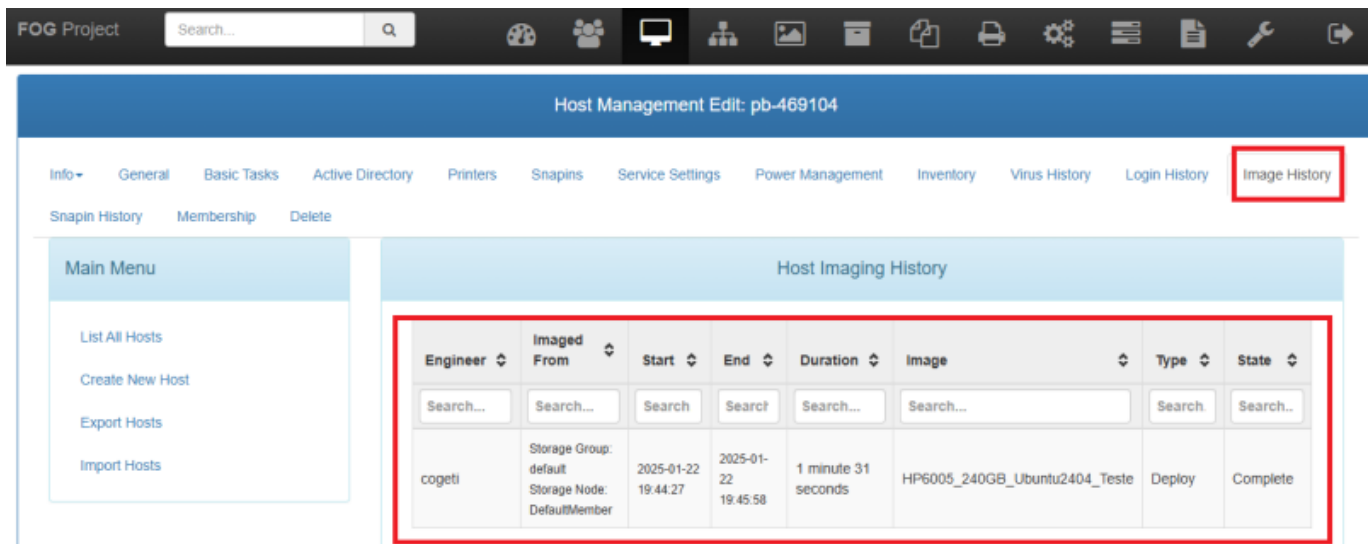 FOG Project Search...
Host Management Edit: pb-469104
Info General Basic Tasks Active Directory Printers Snapins Service Settings Power Management Inventory Virus History Login History Image History
Snapin History Membership Delete
Main Menu
List All Hosts
Create New Host
Export Hosts
Import Hosts
Host Imaging History
Engineer Imaged From Start End Duration Image Type State
Search... Search... Search Search Search... Search... Search. Search..
cogeti
Storage Group:
default
Storage Node:
DefaultMember
2025-01-22
19:44:27
2025-01-
22
19:45:58
1 minute 31
seconds
HP6005_240GB_Ubuntu2404_Teste
Deploy
Complete